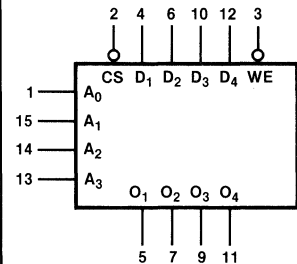 2 4 6 10 12 3
CS D₁ D₂ D₃ D₄ WE
1 A₀
15 A₁
14 A₂
13 A₃
O₁ O₂ O₃ O₄
5 7 9 11